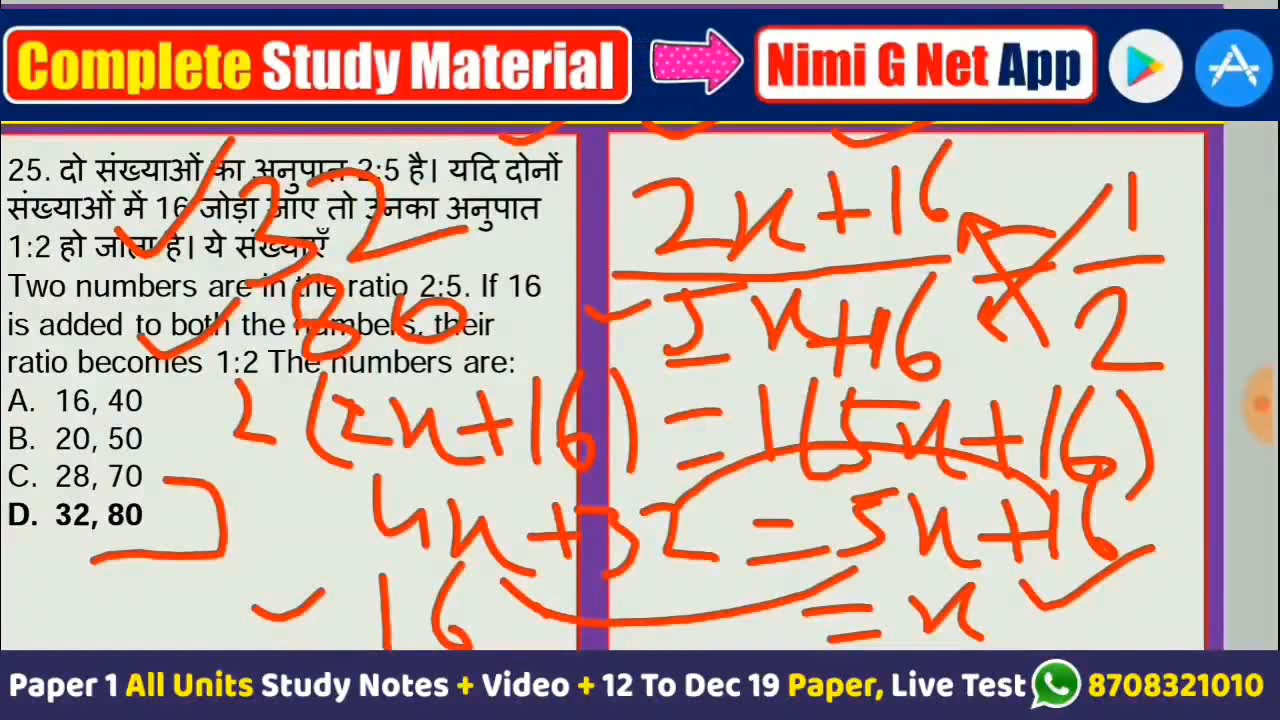 Complete Study Material
Nimi G Net App
25. दो संख्याओं का अनुपात 2:5 है। यदि दोनों
संख्याओं में 16 जोड़ा जाए तो उनका अनुपात
1:2 हो जाता है। ये संख्याएँ
Two numbers are in the ratio 2:5. If 16
is added to both the numbers, their
ratio becomes 1:2 The numbers are:
A. 16, 40
B. 20, 50
C. 28, 70
D. 32, 80
32
80
2x+16
5x+16
=
1
2
2(2x+16) = 1(5x+16)
4x+32 = 5x+16
16 = x
Paper 1 All Units Study Notes + Video + 12 To Dec 19 Paper, Live Test 8708321010